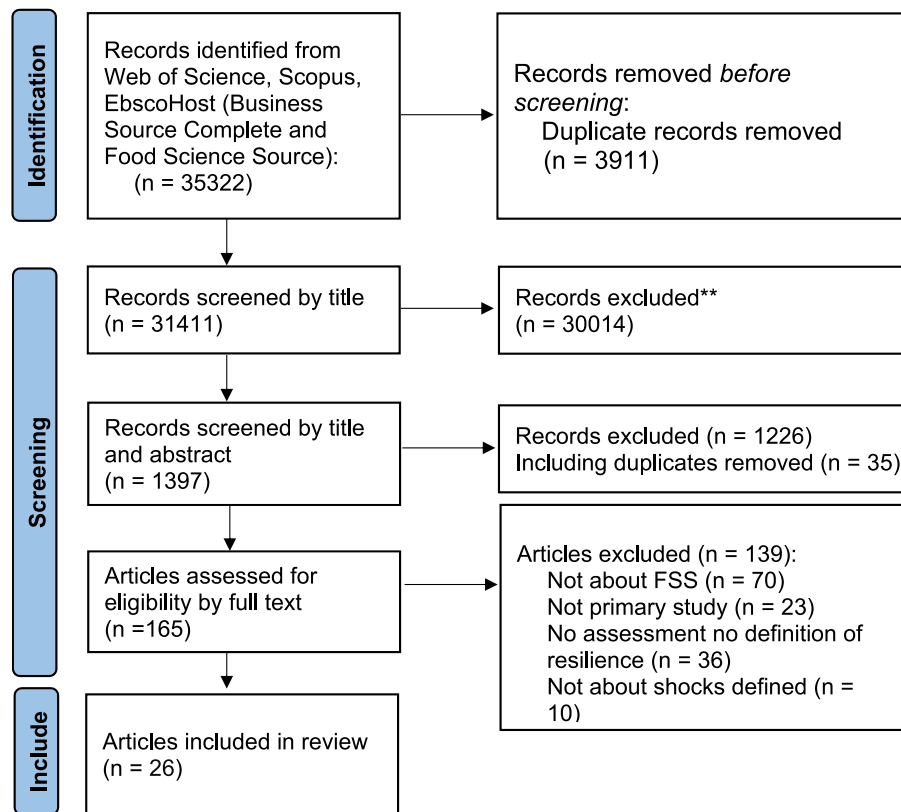 Identification
Records identified from
Web of Science, Scopus,
EbscoHost (Business
Source Complete and
Food Science Source):
(n = 35322)
Records removed before
screening:
Duplicate records removed
(n = 3911)
Screening
Records screened by title
(n = 31411)
Records excluded**
(n = 30014)
Records screened by title
and abstract
(n = 1397)
Records excluded (n = 1226)
Including duplicates removed (n = 35)
Articles assessed for
eligibility by full text
(n =165)
Articles excluded (n = 139):
Not about FSS (n = 70)
Not primary study (n = 23)
No assessment no definition of
resilience (n = 36)
Not about shocks defined (n =
10)
Include
Articles included in review
(n = 26)